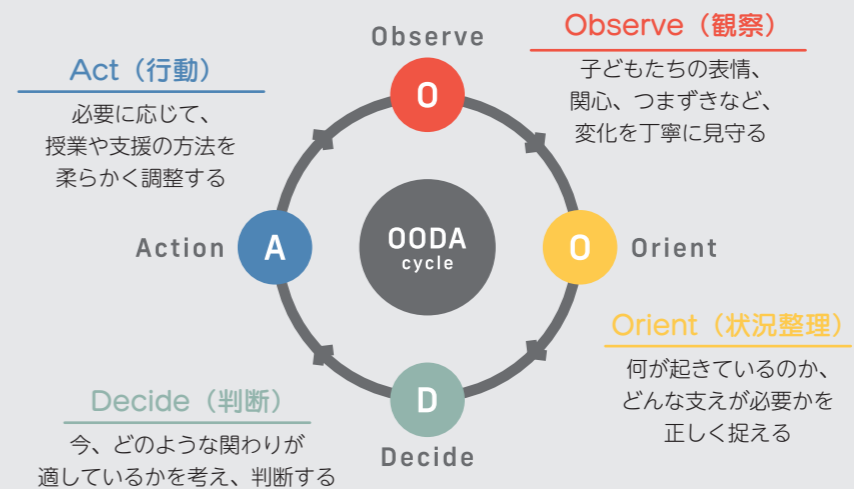 Observe
Observe（観察）
子どもたちの表情、
関心、つまずきなど、
変化を丁寧に見守る
Act（行動）
必要に応じて、
授業や支援の方法を
柔らかく調整する
O
Action
A
OODA
cycle
O
Orient
Orient（状況整理）
何が起きているのか、
どんな支えが必要かを
正しく捉える
Decide（判断）
今、どのような関わりが
適しているかを考え、判断する
D
Decide